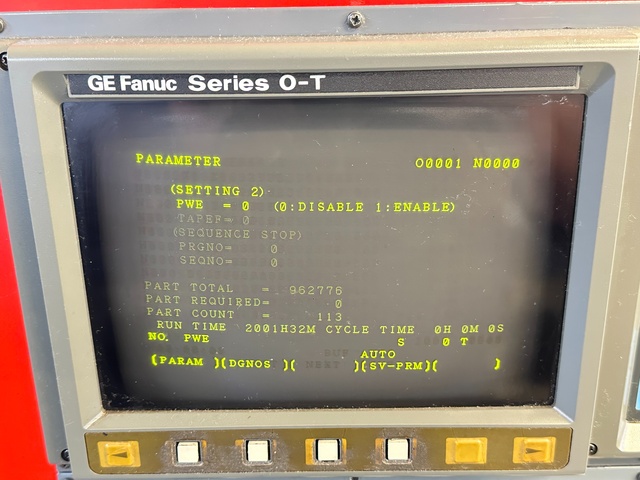 GE Fanuc Series O-T
PARAMETER O0001 N0000
(SETTING 2)
PWE = 0 (0:DISABLE 1:ENABLE)
TAPEF= 0
(SEQUENCE STOP)
PRGNO= 0
SEQNO= 0
PART TOTAL = 962776
PART REQUIRED= 0
PART COUNT = 113
RUN TIME 2001H32M CYCLE TIME 0H 0M 0S
NO. PWE
S 0 T
AUTO
(PARAM )(DGNOS )( )(SV-PRM)( )